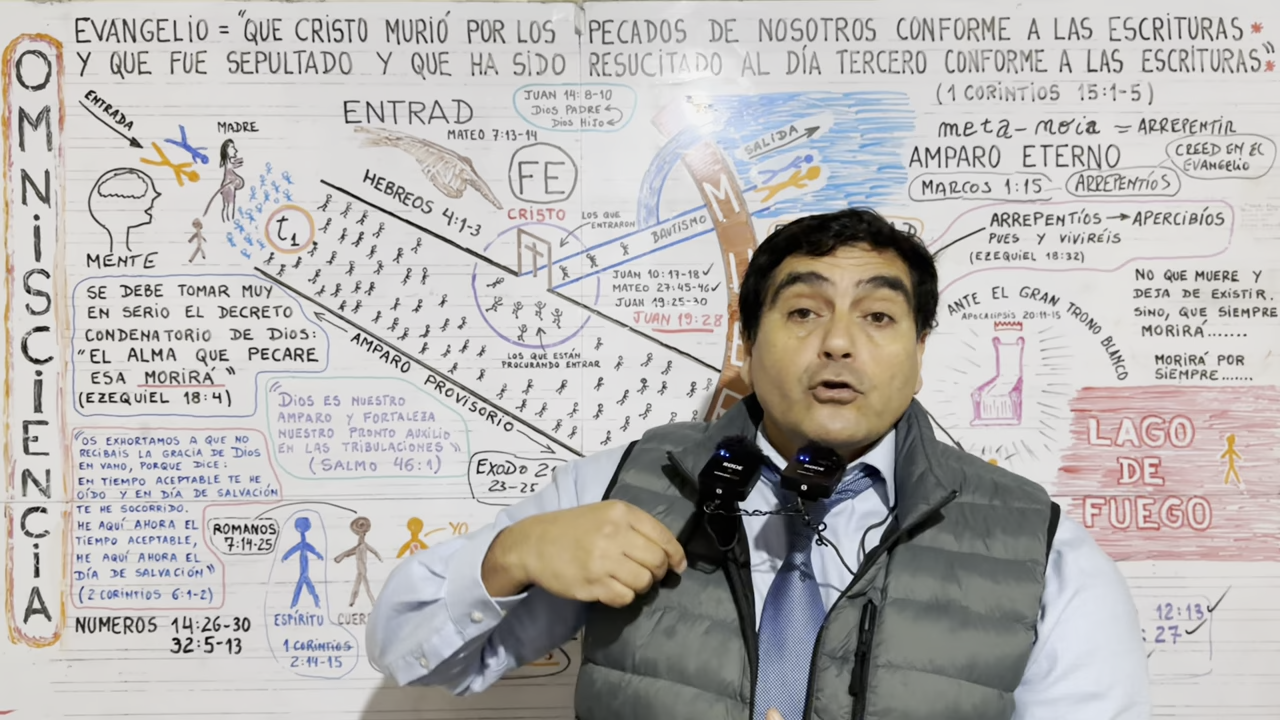 EVANGELIO = "QUE CRISTO MURIÓ POR LOS PECADOS DE NOSOTROS CONFORME A LAS ESCRITURAS*
Y QUE FUE SEPULTADO Y QUE HA SIDO RESUCITADO AL DÍA TERCERO CONFORME A LAS ESCRITURAS"
(1 CORINTIOS 15:1-5)
OMNISCIENCIA
ENTRADA
MADRE
MENTE
t1
ENTRAD
MATEO 7:13-14
JUAN 14:8-10
DIOS PADRE
DIOS HIJO
FE
CRISTO
HEBREOS 4:1-3
LOS QUE
ENTRARON
BAUTISMO
SALIDA
JUAN 10:17-18 ✓
MATEO 27:45-46 ✓
JUAN 19:25-30
JUAN 19:28
LOS QUE ESTÁN
PROCURANDO ENTRAR
AMPARO PROVISORIO
SE DEBE TOMAR MUY
EN SERIO EL DECRETO
CONDENATORIO DE DIOS:
"EL ALMA QUE PECARE
ESA MORIRÁ"
(EZEQUIEL 18:4)
"DIOS ES NUESTRO
AMPARO Y FORTALEZA
NUESTRO PRONTO AUXILIO
EN LAS TRIBULACIONES"
(SALMO 46:1)
"OS EXHORTAMOS A QUE NO
RECIBAIS LA GRACIA DE DIOS
EN VANO, PORQUE DICE:
EN TIEMPO ACEPTABLE TE HE
OÍDO Y EN DÍA DE SALVACIÓN
TE HE SOCORRIDO.
HE AQUÍ AHORA EL
TIEMPO ACEPTABLE,
HE AQUÍ AHORA EL
DÍA DE SALVACIÓN"
(2 CORINTIOS 6:1-2)
NUMEROS 14:26-30
32:5-13
ROMANOS
7:14-25
ESPÍRITU
CUER
YO
1 CORINTIOS
2:14-15
EXODO 21
23-25
meta-noia = ARREPENTIR
AMPARO ETERNO
CREED EN EL
EVANGELIO
MARCOS 1:15
ARREPENTÍOS
ARREPENTÍOS → APERCIBÍOS
PUES Y VIVIRÉIS
(EZEQUIEL 18:32)
ANTE EL GRAN TRONO BLANCO
APOCALIPSIS 20:11-15
NO QUE MUERE Y
DEJA DE EXISTIR.
SINO, QUE SIEMPRE
MORIRÁ.......
MORIRÁ POR
SIEMPRE.......
LAGO
DE
FUEGO
12:13 ✓
: 27 ✓
RODE
RODE